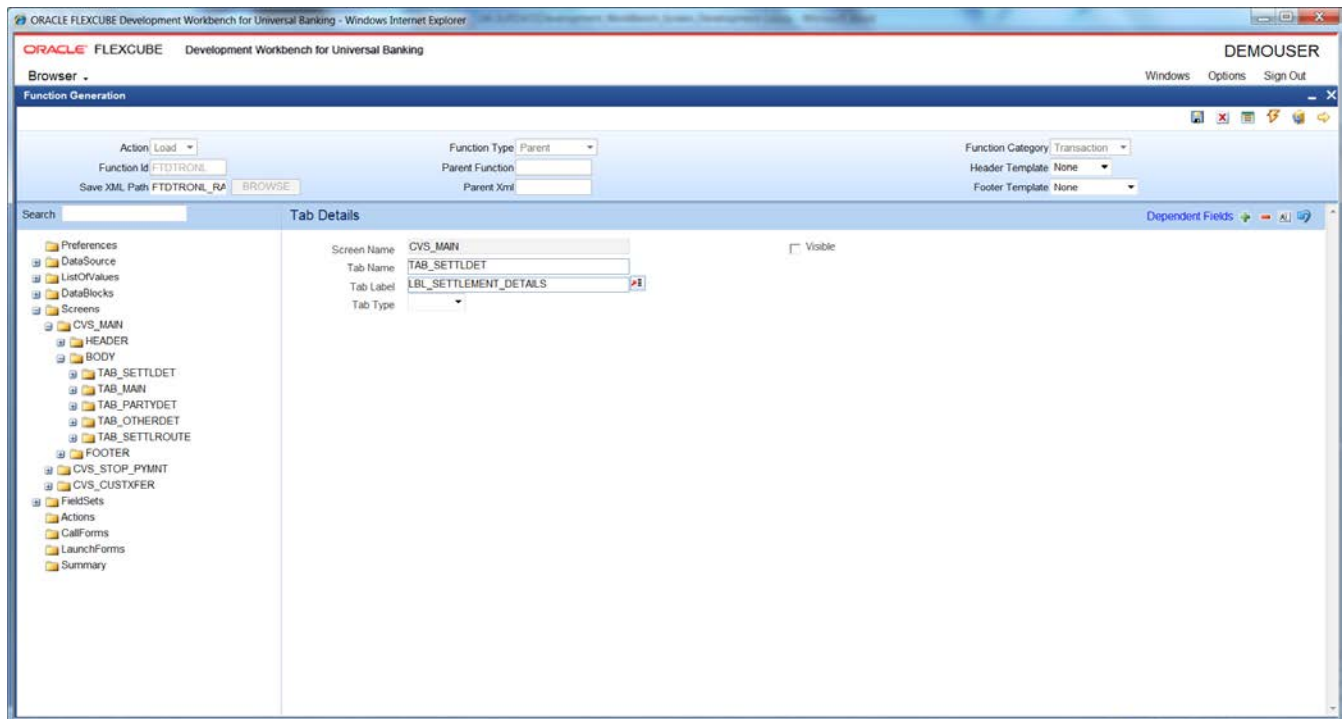 ORACLE FLEXCUBE Development Workbench for Universal Banking - Windows Internet Explorer
ORACLE FLEXCUBE Development Workbench for Universal Banking DEMOUSER
Browser Windows Options Sign Out
Function Generation
Action Load Function Type Parent Function Category Transaction
Function Id FTDTRONL Parent Function Header Template None
Save XML Path FTDTRONL_RA BROWSE Parent Xml Footer Template None
Search Tab Details Dependent Fields
Preferences
DataSource
ListOfValues
DataBlocks
Screens
CVS_MAIN
HEADER
BODY
TAB_SETTLDET
TAB_MAIN
TAB_PARTYDET
TAB_OTHERDET
TAB_SETTLROUTE
FOOTER
CVS_STOP_PYMNT
CVS_CUSTXFER
FieldSets
Actions
CallForms
LaunchForms
Summary
Screen Name CVS_MAIN Visible
Tab Name TAB_SETTLDET
Tab Label LBL_SETTLEMENT_DETAILS
Tab Type